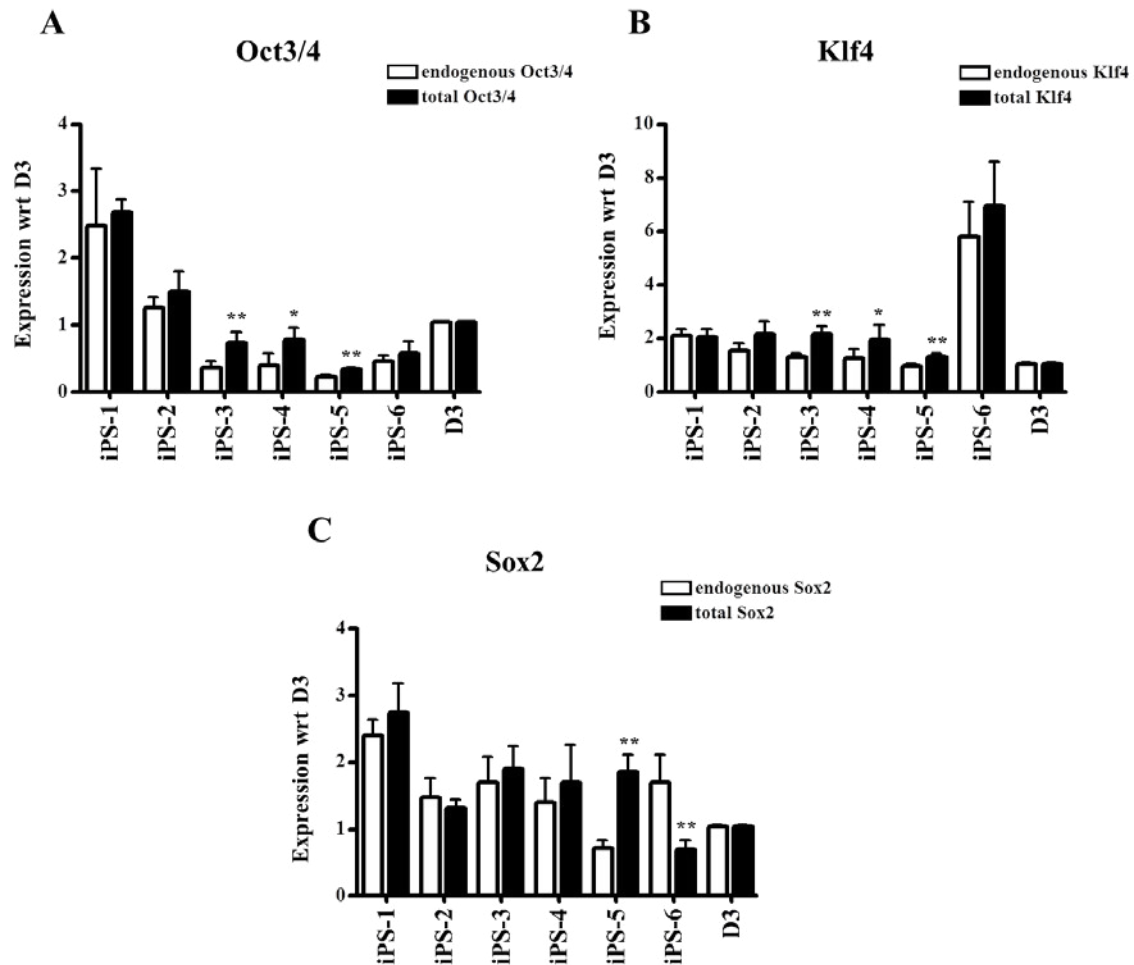 A
Oct3/4
endogenous Oct3/4
total Oct3/4
Expression wrt D3
4
3
2
1
0
**
*
**
iPS-1
iPS-2
iPS-3
iPS-4
iPS-5
iPS-6
D3
B
Klf4
endogenous Klf4
total Klf4
Expression wrt D3
10
8
6
4
2
0
**
*
**
iPS-1
iPS-2
iPS-3
iPS-4
iPS-5
iPS-6
D3
C
Sox2
endogenous Sox2
total Sox2
Expression wrt D3
4
3
2
1
0
**
**
iPS-1
iPS-2
iPS-3
iPS-4
iPS-5
iPS-6
D3